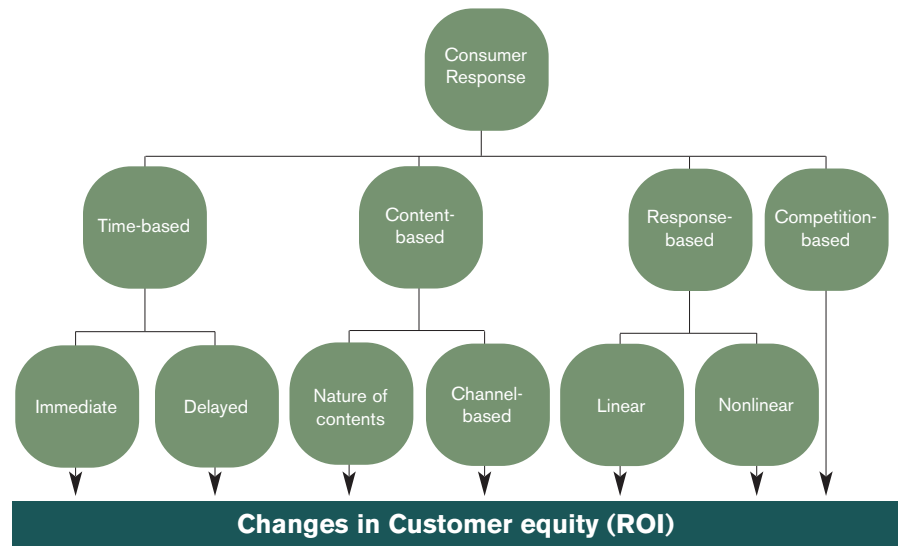 Consumer
Response
Time-based
Content-
based
Response-
based
Competition-
based
Immediate
Delayed
Nature of
contents
Channel-
based
Linear
Nonlinear
Changes in Customer equity (ROI)